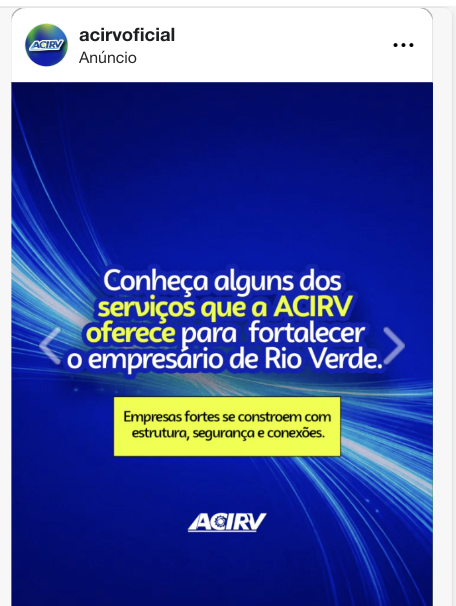 ACIRV
acirvoficial
Anúncio
Conheça alguns dos
serviços que a ACIRV
oferece para fortalecer
o empresário de Rio Verde.
Empresas fortes se constroem com
estrutura, segurança e conexões.
ACIRV